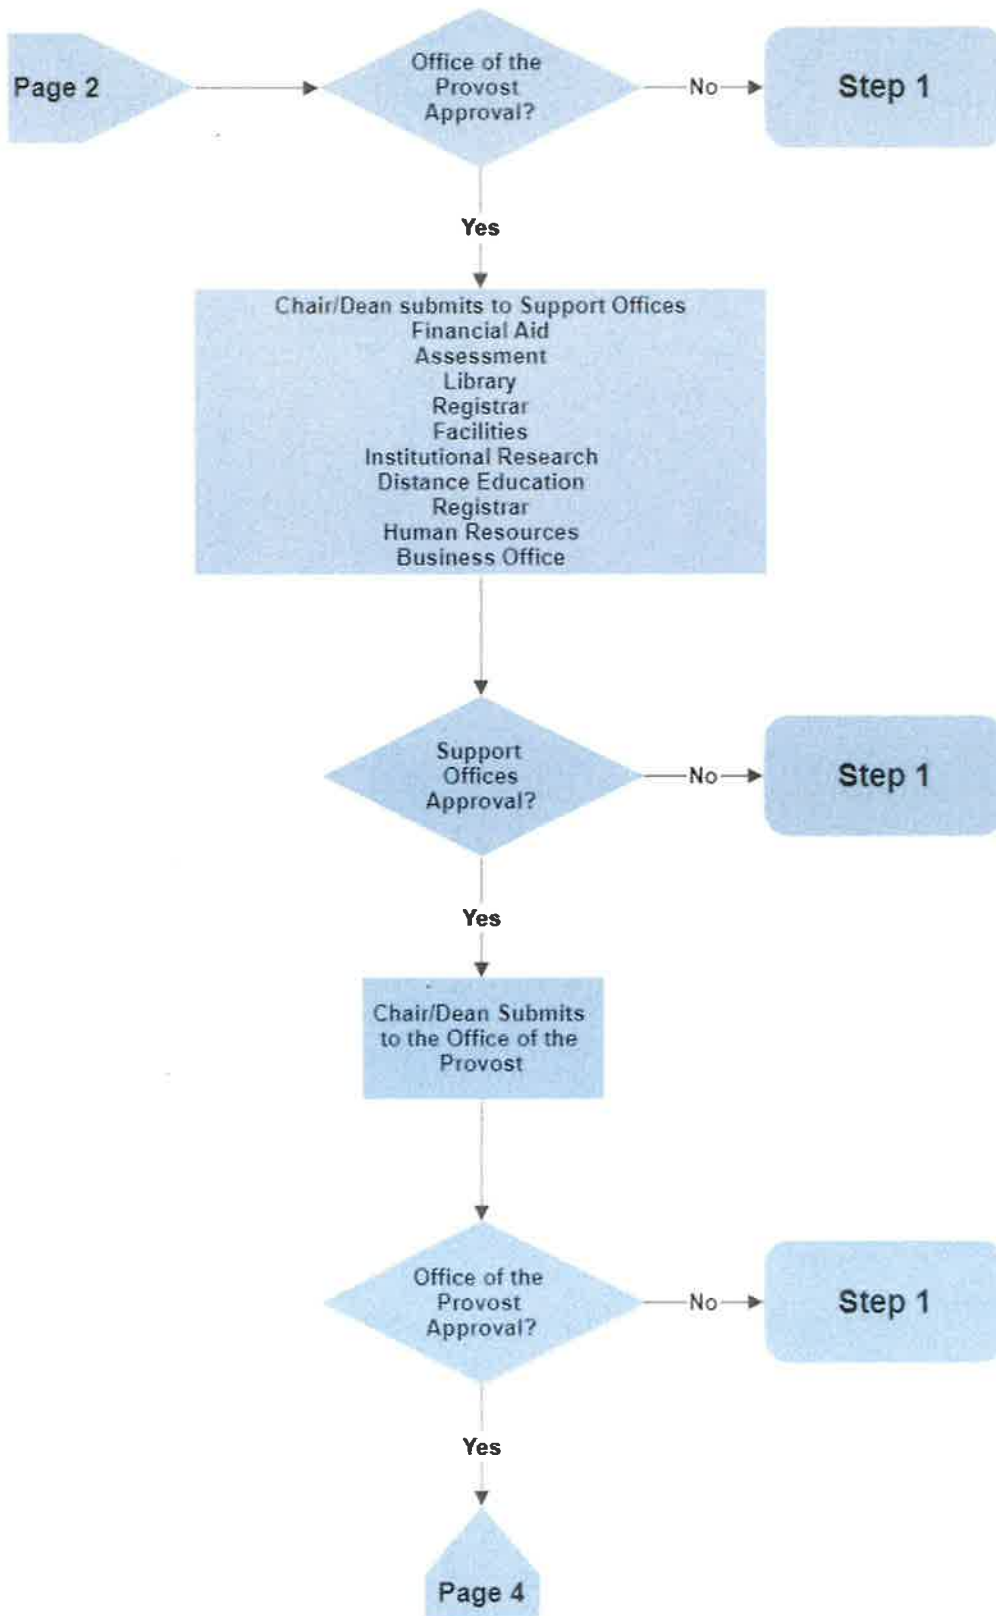 Page 2
Office of the
Provost
Approval?
No
Step 1
Yes
Chair/Dean submits to Support Offices
Financial Aid
Assessment
Library
Registrar
Facilities
Institutional Research
Distance Education
Registrar
Human Resources
Business Office
Support
Offices
Approval?
No
Step 1
Yes
Chair/Dean Submits
to the Office of the
Provost
Office of the
Provost
Approval?
No
Step 1
Yes
Page 4